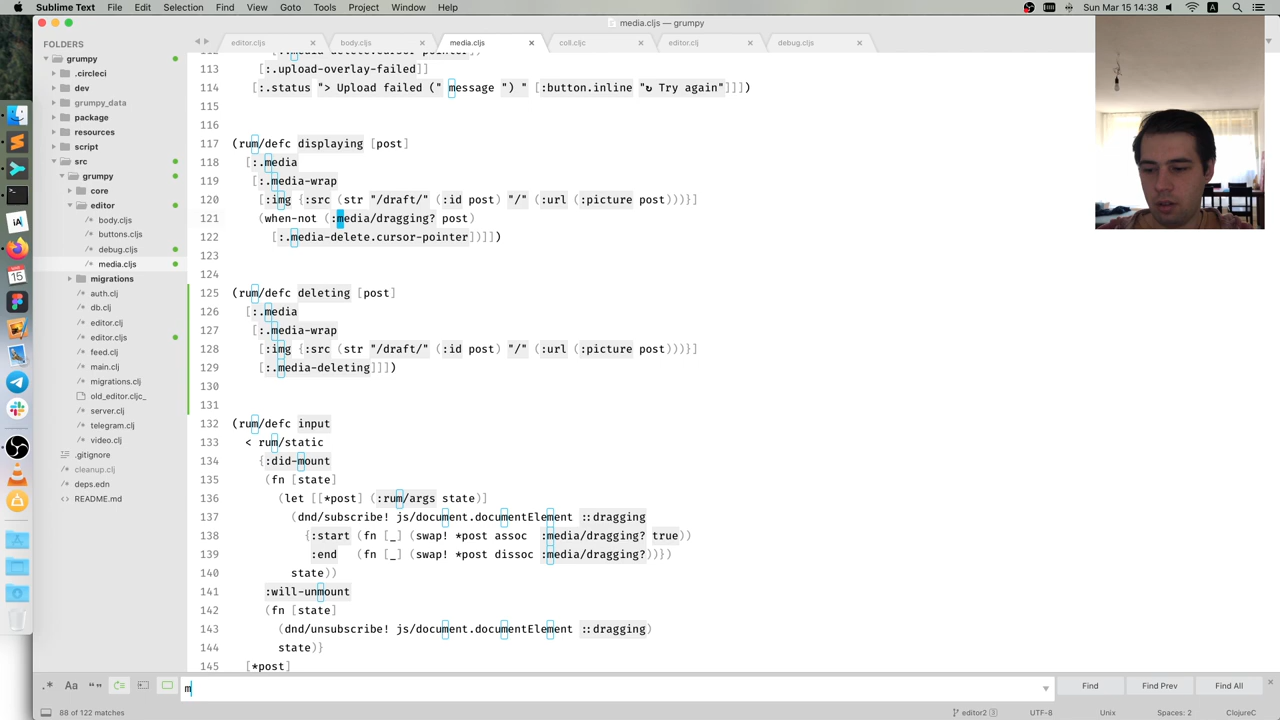 Sublime Text File Edit Selection Find View Goto Tools Project Window Help
Sun Mar 15 14:38
media.cljs — grumpy
FOLDERS
grumpy
.circleci
dev
grumpy_data
package
resources
script
src
grumpy
core
editor
body.cljs
buttons.cljs
debug.cljs
media.cljs
migrations
auth.clj
db.clj
editor.clj
editor.cljs
feed.clj
main.clj
migrations.clj
old_editor.cljc_
server.clj
telegram.clj
video.clj
.gitignore
cleanup.clj
deps.edn
README.md
editor.cljs body.cljs media.cljs coll.cljc editor.clj debug.cljs
113 [:.upload-overlay-failed]]
114 [:.status "> Upload failed (" message ") " [:button.inline "↻ Try again"]]])
115
116
117 (rum/defc displaying [post]
118 [:.media
119 [:.media-wrap
120 [:img {:src (str "/draft/" (:id post) "/" (:url (:picture post)))}]
121 (when-not (:media/dragging? post)
122 [:.media-delete.cursor-pointer])]])
123
124
125 (rum/defc deleting [post]
126 [:.media
127 [:.media-wrap
128 [:img {:src (str "/draft/" (:id post) "/" (:url (:picture post)))}]
129 [:.media-deleting]]])
130
131
132 (rum/defc input
133 < rum/static
134 {:did-mount
135 (fn [state]
136 (let [[*post] (:rum/args state)]
137 (dnd/subscribe! js/document.documentElement ::dragging
138 {:start (fn [_] (swap! *post assoc :media/dragging? true))
139 :end (fn [_] (swap! *post dissoc :media/dragging?))})
140 state))
141 :will-unmount
142 (fn [state]
143 (dnd/unsubscribe! js/document.documentElement ::dragging)
144 state)}
145 [*post]
m
Find Find Prev Find All
88 of 122 matches
editor2 3 UTF-8 Unix Spaces: 2 ClojureC